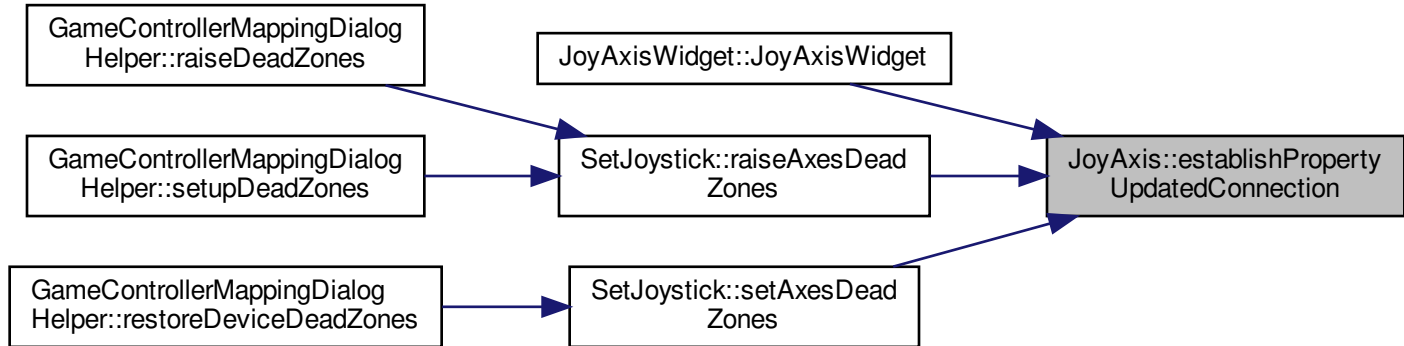 GameControllerMappingDialog
Helper::raiseDeadZones
JoyAxisWidget::JoyAxisWidget
GameControllerMappingDialog
Helper::setupDeadZones
SetJoystick::raiseAxesDead
Zones
JoyAxis::establishProperty
UpdatedConnection
GameControllerMappingDialog
Helper::restoreDeviceDeadZones
SetJoystick::setAxesDead
Zones